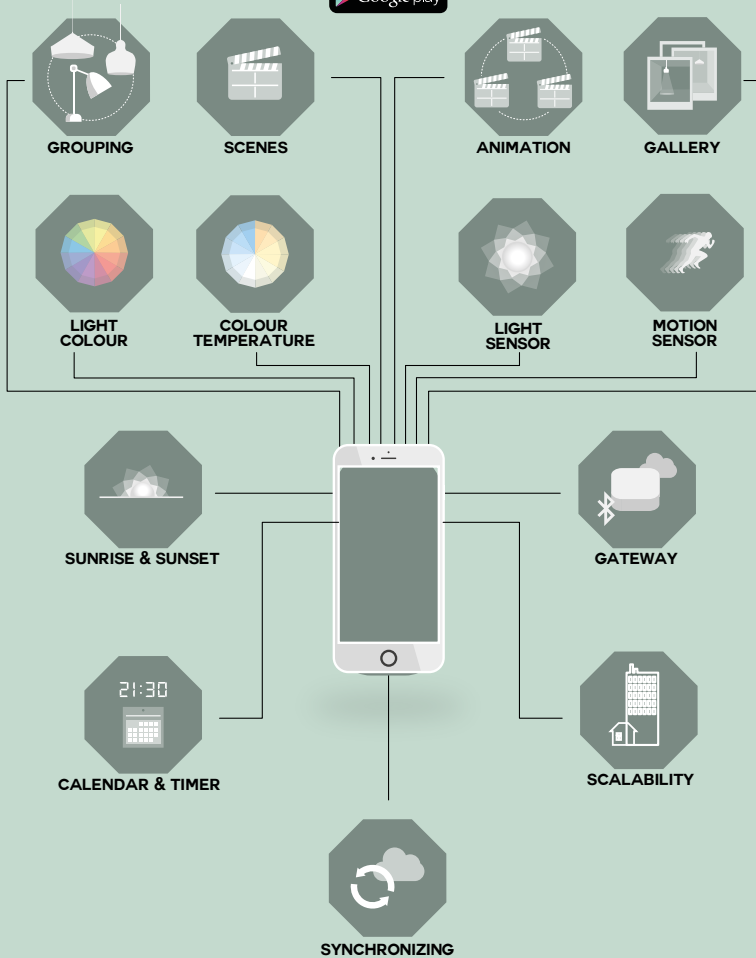 Google play
GROUPING
SCENES
ANIMATION
GALLERY
LIGHT
COLOUR
COLOUR
TEMPERATURE
LIGHT
SENSOR
MOTION
SENSOR
SUNRISE & SUNSET
GATEWAY
21:30
CALENDAR & TIMER
SCALABILITY
SYNCHRONIZING